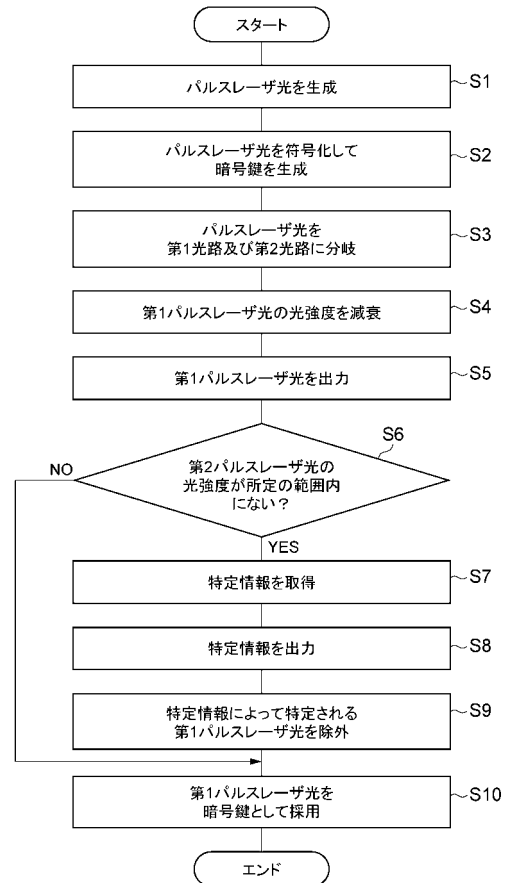 スタート
パルスレーザ光を生成
S1
パルスレーザ光を符号化して
暗号鍵を生成
S2
パルスレーザ光を
第1光路及び第2光路に分岐
S3
第1パルスレーザ光の光強度を減衰
S4
第1パルスレーザ光を出力
S5
S6
第2パルスレーザ光の
光強度が所定の範囲内
にない?
NO
YES
特定情報を取得
S7
特定情報を出力
S8
特定情報によって特定される
第1パルスレーザ光を除外
S9
第1パルスレーザ光を
暗号鍵として採用
S10
エンド